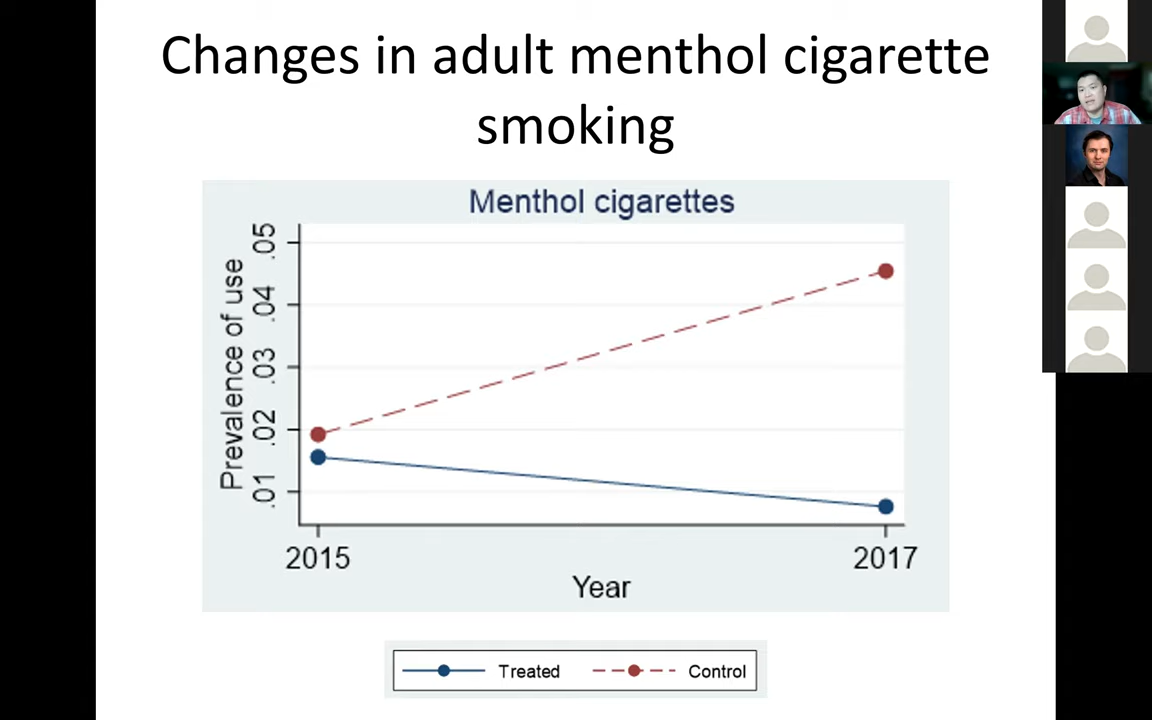 Changes in adult menthol cigarette
smoking
Menthol cigarettes
Prevalence of use
.05
.04
.03
.02
.01
2015
2017
Year
Treated
Control